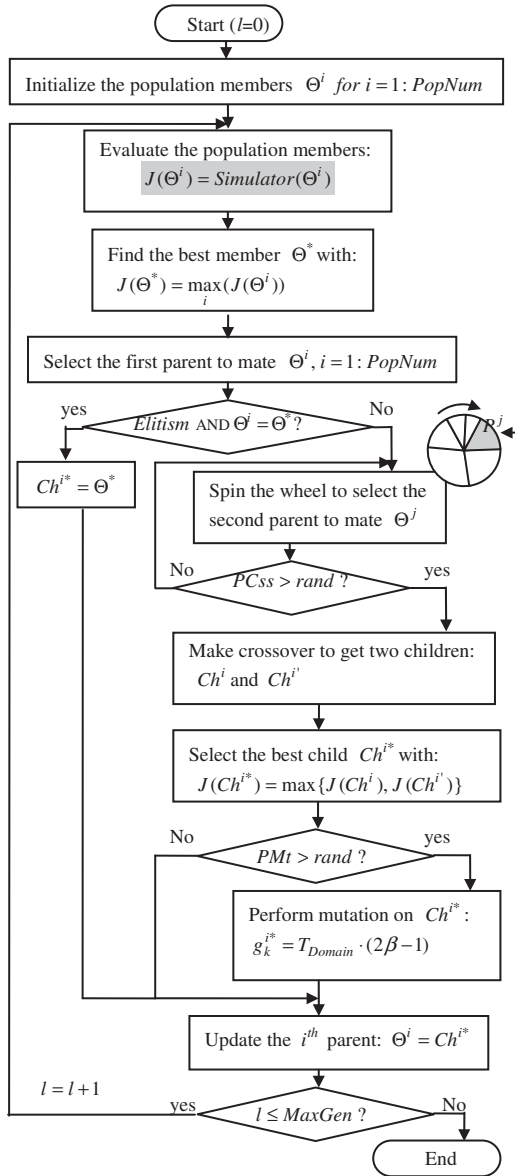 Start (l=0)
Initialize the population members Θ^i for i = 1: PopNum
Evaluate the population members:
J(Θ^i) = Simulator(Θ^i)
Find the best member Θ^* with:
J(Θ^*) = max_i (J(Θ^i))
Select the first parent to mate Θ^i, i = 1: PopNum
yes
Elitism AND Θ^i = Θ^* ?
No
P^j
Ch^{i*} = Θ^*
Spin the wheel to select the
second parent to mate Θ^j
No
PCss > rand ?
yes
Make crossover to get two children:
Ch^i and Ch^{i'}
Select the best child Ch^{i*} with:
J(Ch^{i*}) = max{J(Ch^i), J(Ch^{i'})}
No
PMt > rand ?
yes
Perform mutation on Ch^{i*} :
g_k^{i*} = T_{Domain} · (2β − 1)
Update the i^{th} parent: Θ^i = Ch^{i*}
l = l + 1
yes
l ≤ MaxGen ?
No
End